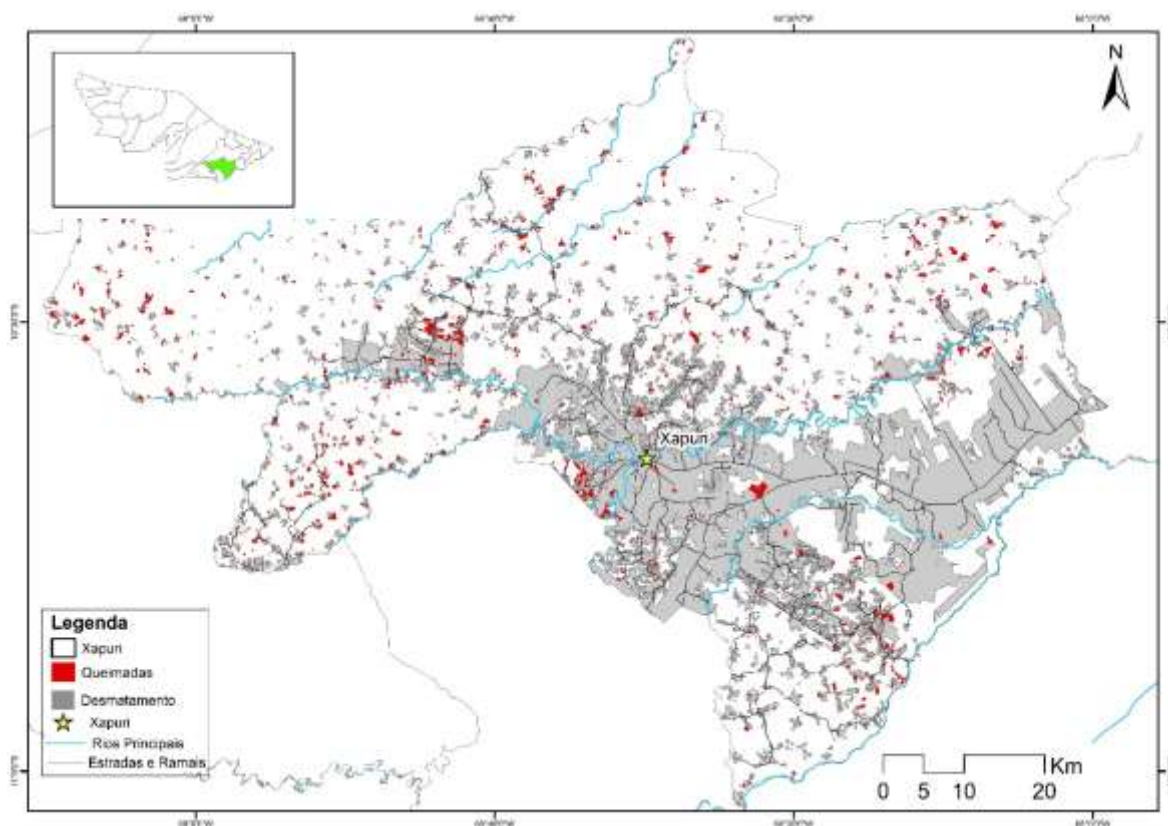 N
Xapuri
Legenda
Xapuri
Queimadas
Desmatamento
Xapuri
Rios Principais
Estradas e Ramais
Km
0 5 10 20